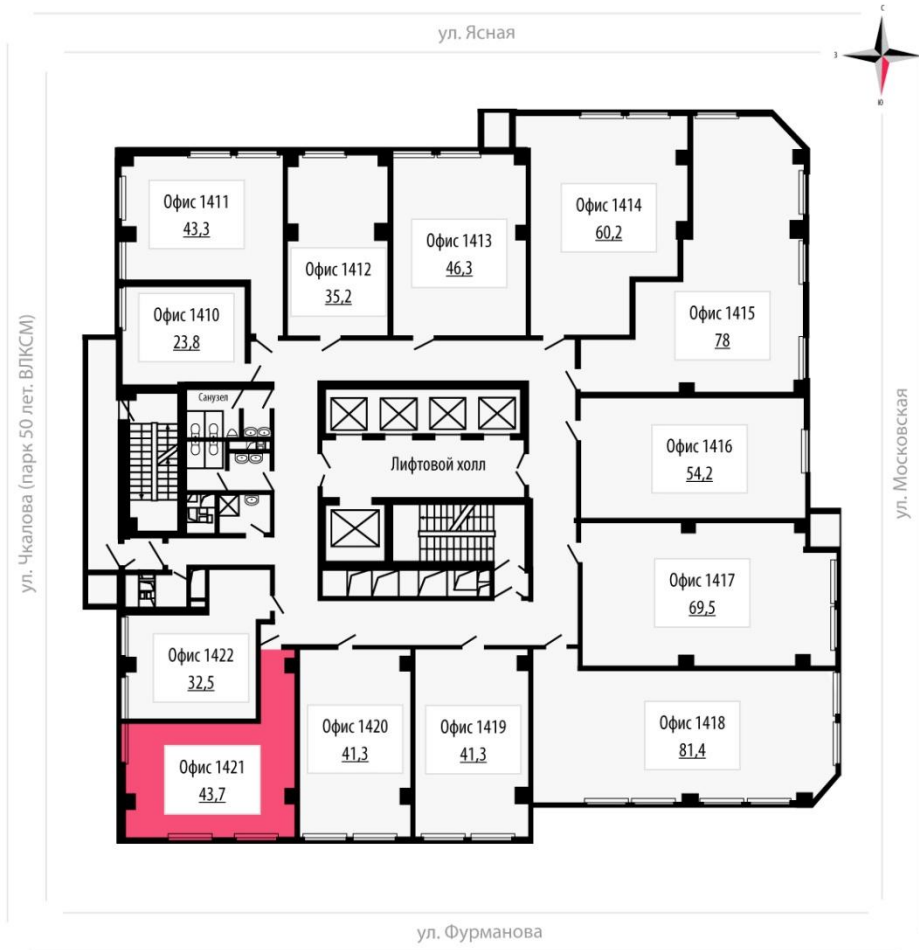 ул. Ясная
С
З
Ю
Офис 1411
43,3
Офис 1412
35,2
Офис 1413
46,3
Офис 1414
60,2
Офис 1410
23,8
Офис 1415
78
Санузел
Лифтовой холл
Офис 1416
54,2
Офис 1417
69,5
Офис 1422
32,5
Офис 1421
43,7
Офис 1420
41,3
Офис 1419
41,3
Офис 1418
81,4
ул. Чкалова (парк 50 лет. ВЛКСМ)
ул. Московская
ул. Фурманова